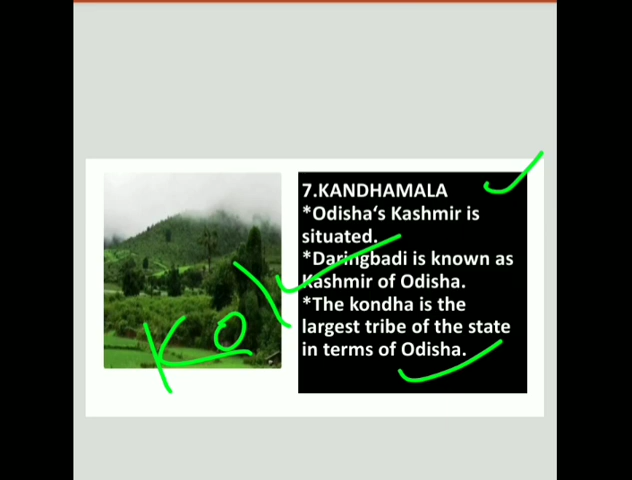 7.KANDHAMALA
*Odisha‘s Kashmir is
situated.
*Daringbadi is known as
Kashmir of Odisha.
*The kondha is the
largest tribe of the state
in terms of Odisha.